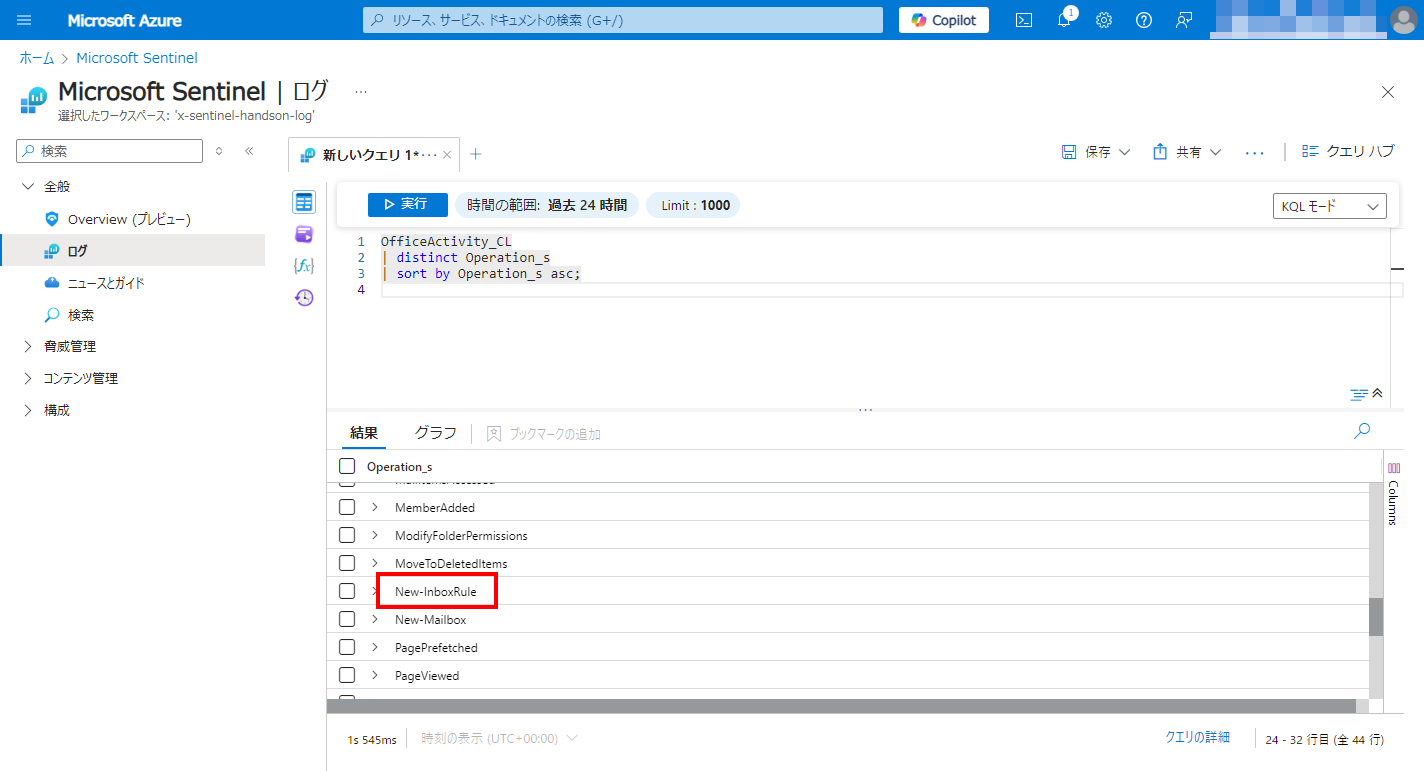 Microsoft Azure
リソース、サービス、ドキュメントの検索 (G+/)
Copilot
1
ホーム > Microsoft Sentinel
Microsoft Sentinel | ログ ...
選択したワークスペース: 'x-sentinel-handson-log'
検索
全般
Overview (プレビュー)
ログ
ニュースとガイド
検索
脅威管理
コンテンツ管理
構成
新しいクエリ 1*
保存
共有
クエリ ハブ
実行
時間の範囲: 過去 24 時間
Limit : 1000
KQL モード
1 OfficeActivity_CL
2 | distinct Operation_s
3 | sort by Operation_s asc;
4
結果
グラフ
ブックマークの追加
Operation_s
MemberAdded
ModifyFolderPermissions
MoveToDeletedItems
New-InboxRule
New-Mailbox
PagePrefetched
PageViewed
Columns
1s 545ms
時刻の表示 (UTC+00:00)
クエリの詳細
24 - 32 行目 (全 44 行)